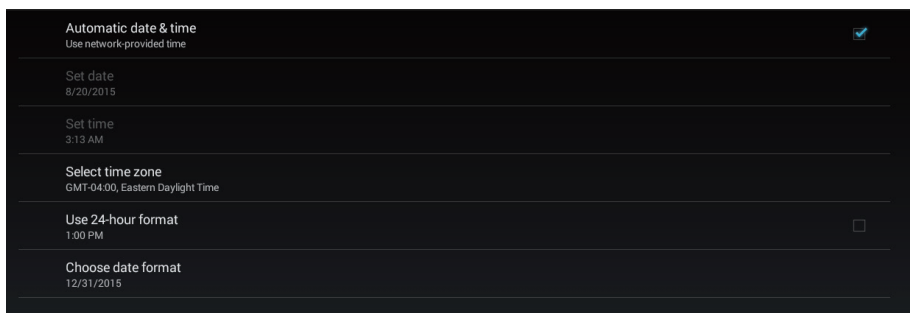 Automatic date & time
Use network-provided time
Set date
8/20/2015
Set time
3:13 AM
Select time zone
GMT-04:00, Eastern Daylight Time
Use 24-hour format
1:00 PM
Choose date format
12/31/2015